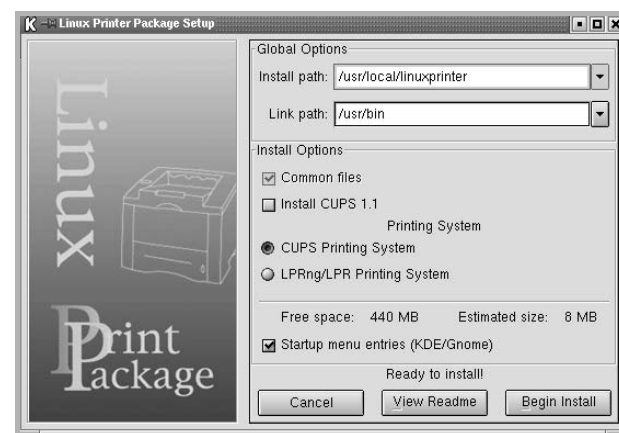 Linux Printer Package Setup
Linux
Print
Package
Global Options
Install path: /usr/local/linuxprinter
Link path: /usr/bin
Install Options
Common files
Install CUPS 1.1
Printing System
CUPS Printing System
LPRng/LPR Printing System
Free space: 440 MB Estimated size: 8 MB
Startup menu entries (KDE/Gnome)
Ready to install!
Cancel View Readme Begin Install